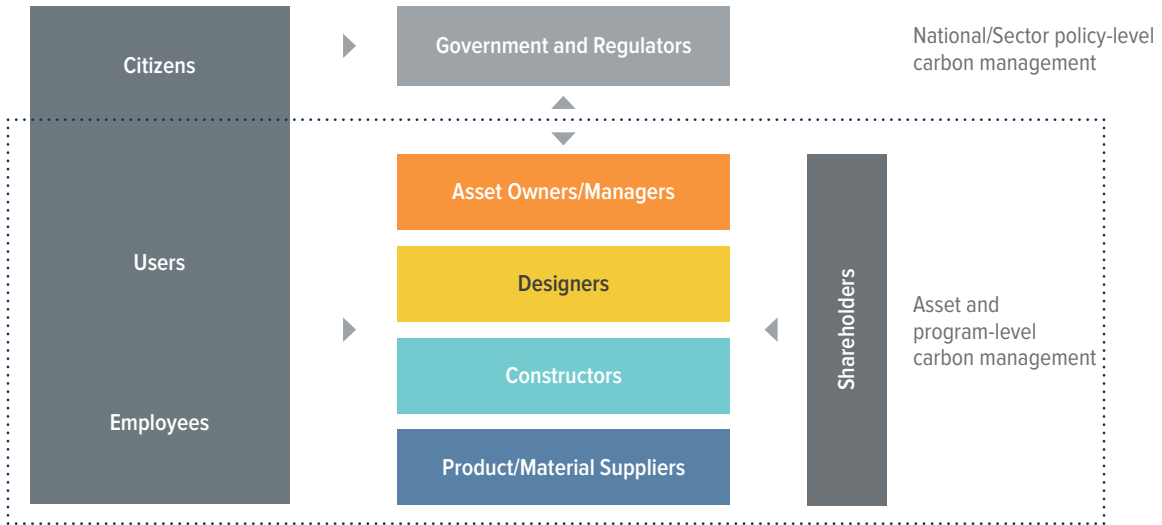 Citizens
Government and Regulators
National/Sector policy-level
carbon management
Users
Employees
Asset Owners/Managers
Designers
Constructors
Product/Material Suppliers
Shareholders
Asset and
program-level
carbon management